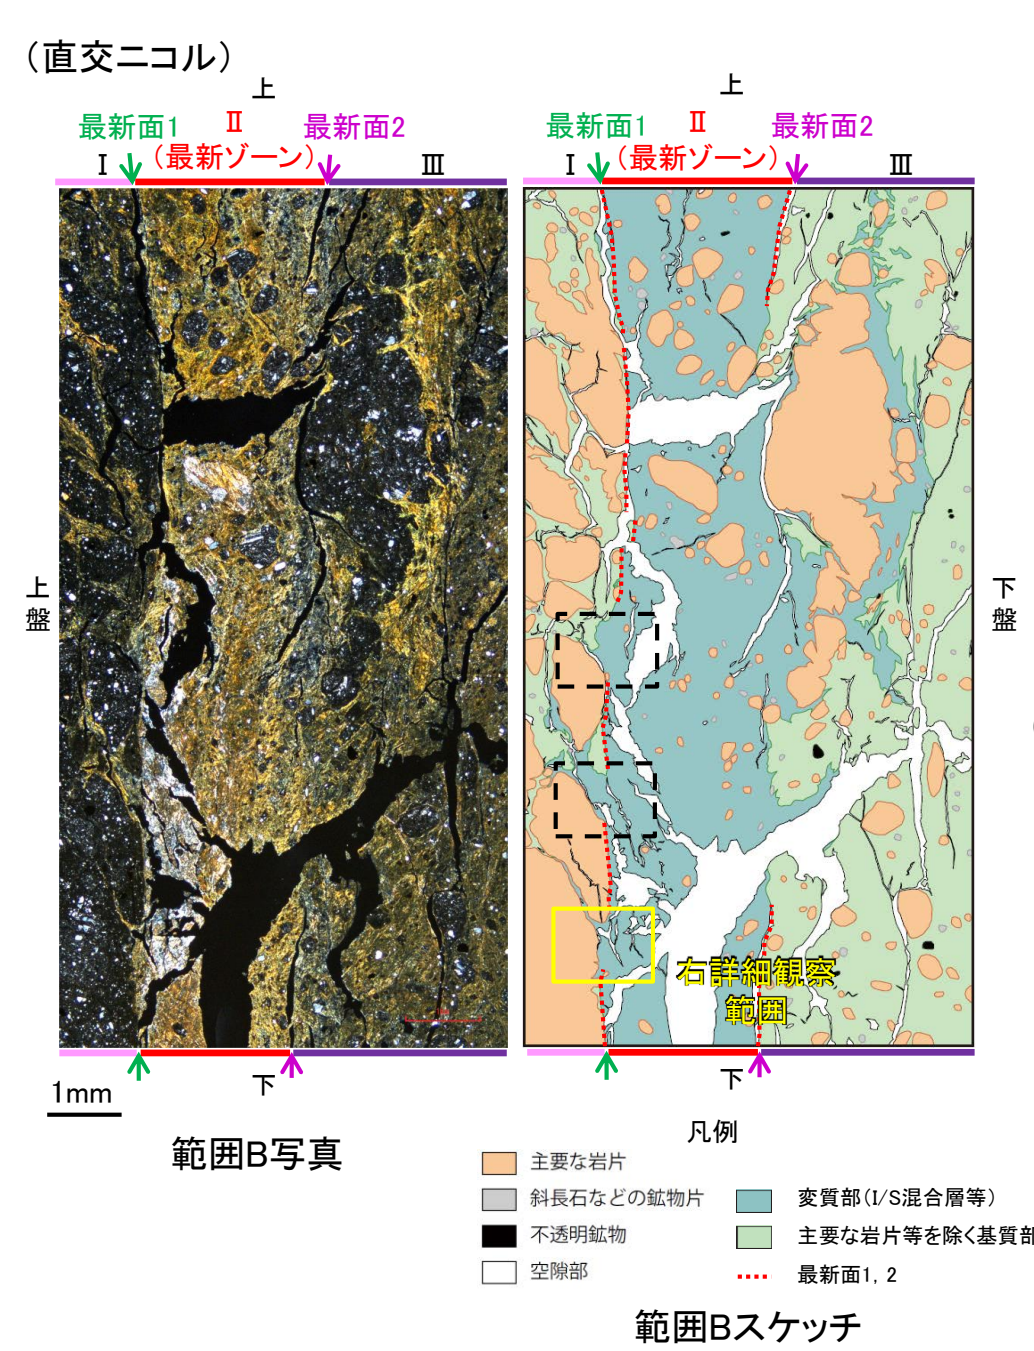 （直交ニコル）
上
最新面1
Ⅱ
最新面2
Ⅰ
（最新ゾーン）
Ⅲ
上
最新面1
Ⅱ
最新面2
Ⅰ
（最新ゾーン）
Ⅲ
上盤
下盤
右詳細観察
範囲
下
下
1mm
範囲B写真
凡例
主要な岩片
斜長石などの鉱物片
変質部(I/S混合層等)
不透明鉱物
主要な岩片等を除く基質部
空隙部
最新面1, 2
範囲Bスケッチ